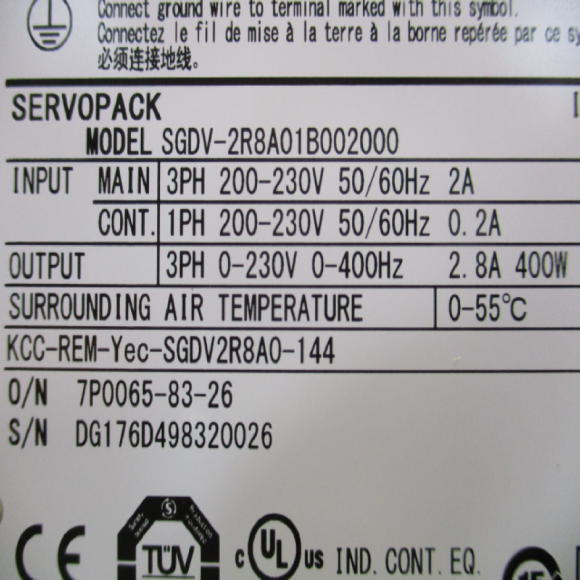 Connect ground wire to terminal marked with this symbol.
Connectez le fil de mise à la terre à la borne repérée par ce sy
必须连接地线。
SERVOPACK
MODEL SGDV-2R8A01B002000
INPUT MAIN 3PH 200-230V 50/60Hz 2A
CONT. 1PH 200-230V 50/60Hz 0.2A
OUTPUT 3PH 0-230V 0-400Hz 2.8A 400W
SURROUNDING AIR TEMPERATURE 0-55℃
KCC-REM-Yec-SGDV2R8A0-144
O/N 7P0065-83-26
S/N DG176D498320026
CE TÜV c UL US IND. CONT. EQ.